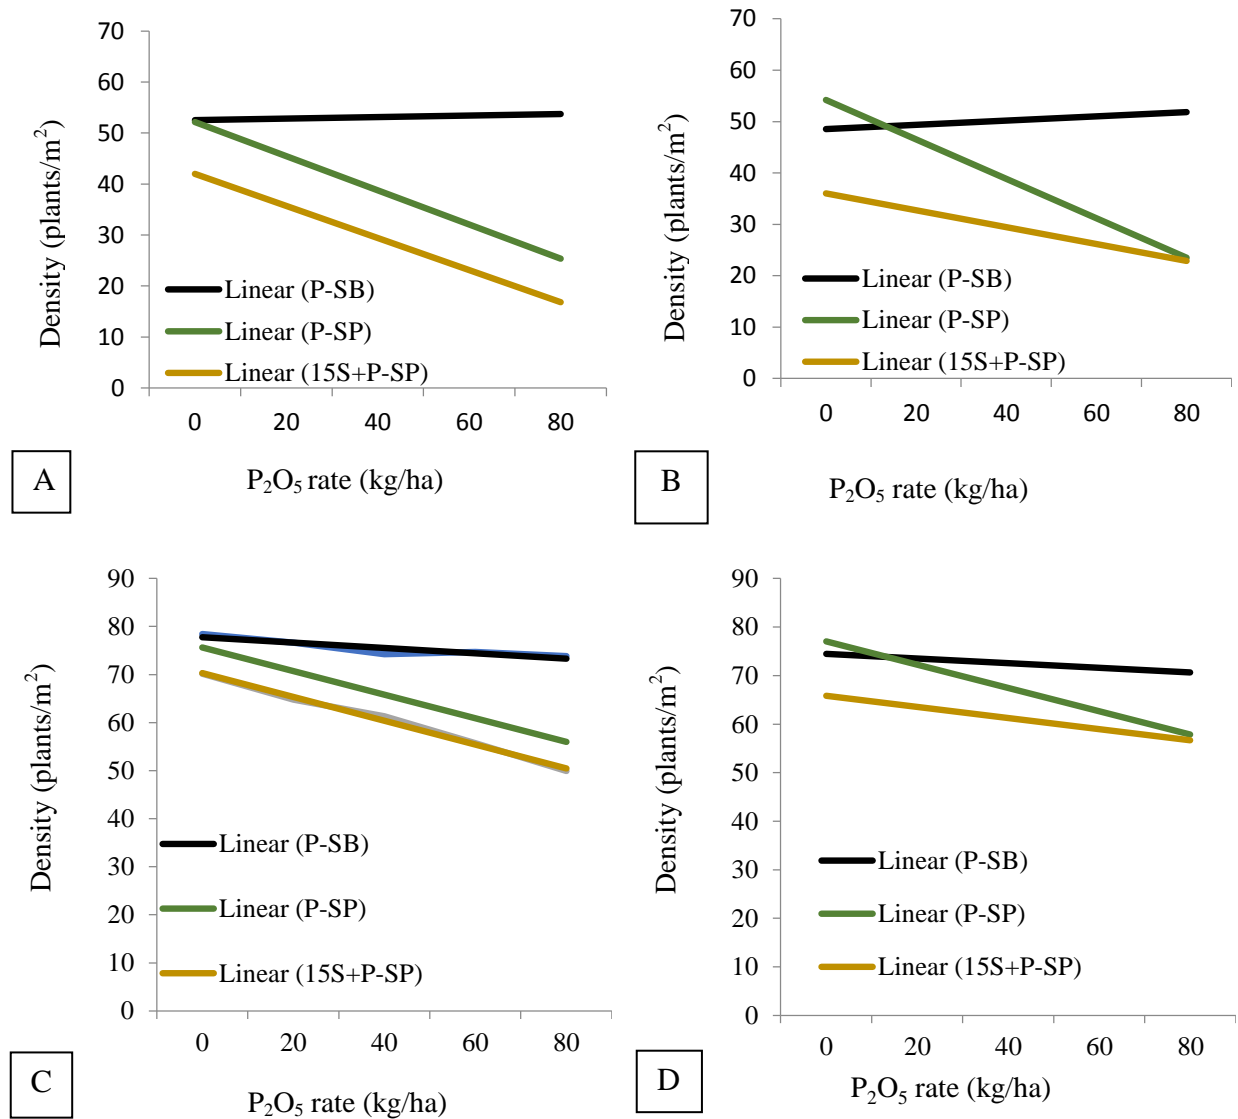 70
60
50
40
30
20
10
0
Density (plants/m²)
Linear (P-SB)
Linear (P-SP)
Linear (15S+P-SP)
0 20 40 60 80
P₂O₅ rate (kg/ha)
A
70
60
50
40
30
20
10
0
Density (plants/m²)
Linear (P-SB)
Linear (P-SP)
Linear (15S+P-SP)
0 20 40 60 80
P₂O₅ rate (kg/ha)
B
90
80
70
60
50
40
30
20
10
0
Density (plants/m²)
Linear (P-SB)
Linear (P-SP)
Linear (15S+P-SP)
0 20 40 60 80
P₂O₅ rate (kg/ha)
C
90
80
70
60
50
40
30
20
10
0
Density (plants/m²)
Linear (P-SB)
Linear (P-SP)
Linear (15S+P-SP)
0 20 40 60 80
P₂O₅ rate (kg/ha)
D